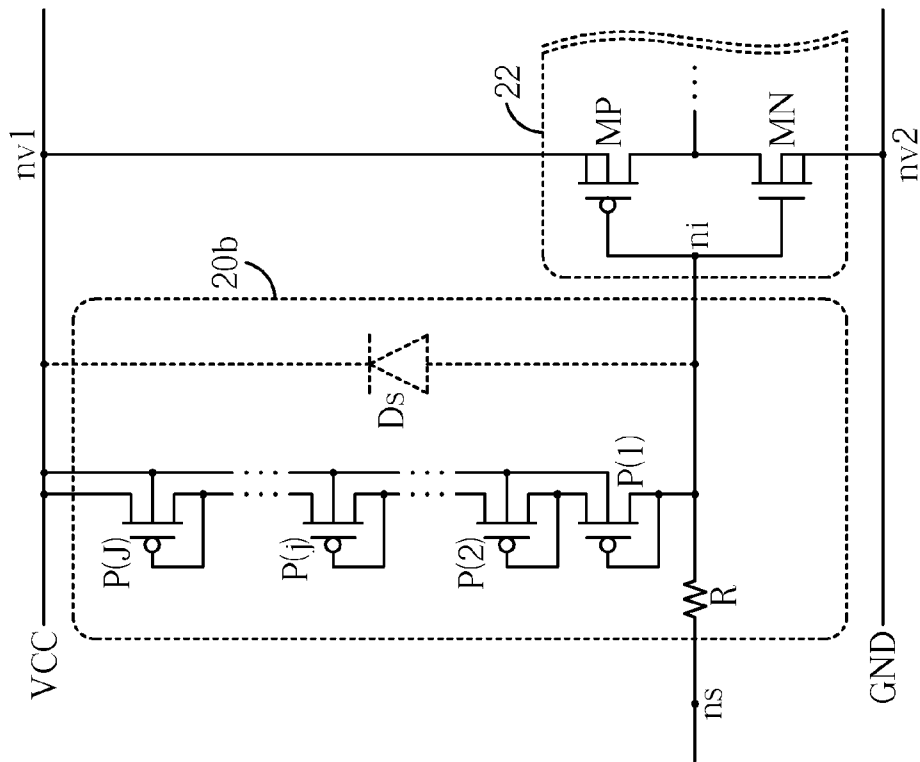 VCC
nv1
20b
22
MP
MN
ni
Ds
P(J)
P(j)
P(2)
P(1)
R
ns
GND
nv2